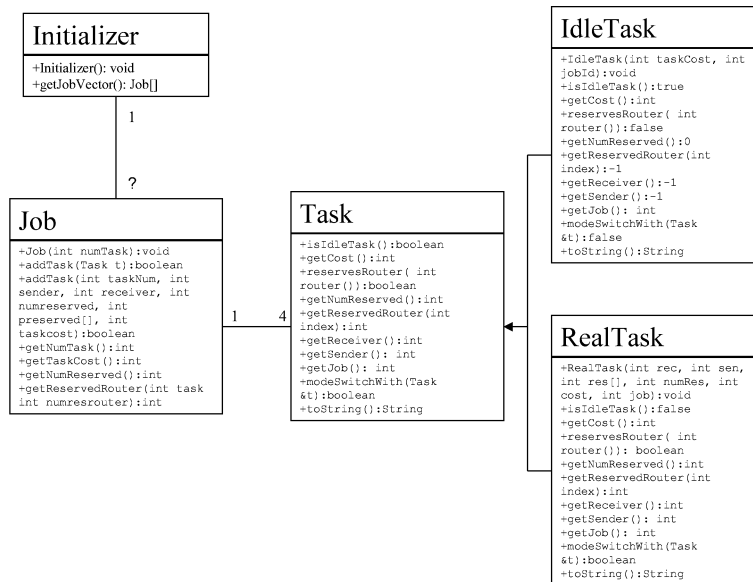 Initializer
+Initializer(): void
+getJobVector(): Job[]
1
?
Job
+Job(int numTask):void
+addTask(Task t):boolean
+addTask(int taskNum, int
sender, int receiver, int
numreserved, int
preserved[], int
taskcost):boolean
+getNumTask():int
+getTaskCost():int
+getNumReserved():int
+getReservedRouter(int task
int numresrouter):int
1
4
Task
+isIdleTask():boolean
+getCost():int
+reservesRouter( int
router()):boolean
+getNumReserved():int
+getReservedRouter(int
index):int
+getReceiver():int
+getSender(): int
+getJob(): int
+modeSwitchWith(Task
&t):boolean
+toString():String
IdleTask
+IdleTask(int taskCost, int
jobId):void
+isIdleTask():true
+getCost():int
+reservesRouter( int
router()):false
+getNumReserved():0
+getReservedRouter(int
index):-1
+getReceiver():-1
+getSender():-1
+getJob(): int
+modeSwitchWith(Task
&t):false
+toString():String
RealTask
+RealTask(int rec, int sen,
int res[], int numRes, int
cost, int job):void
+isIdleTask():false
+getCost():int
+reservesRouter( int
router()): boolean
+getNumReserved():int
+getReservedRouter(int
index):int
+getReceiver():int
+getSender(): int
+getJob(): int
+modeSwitchWith(Task
&t):boolean
+toString():String